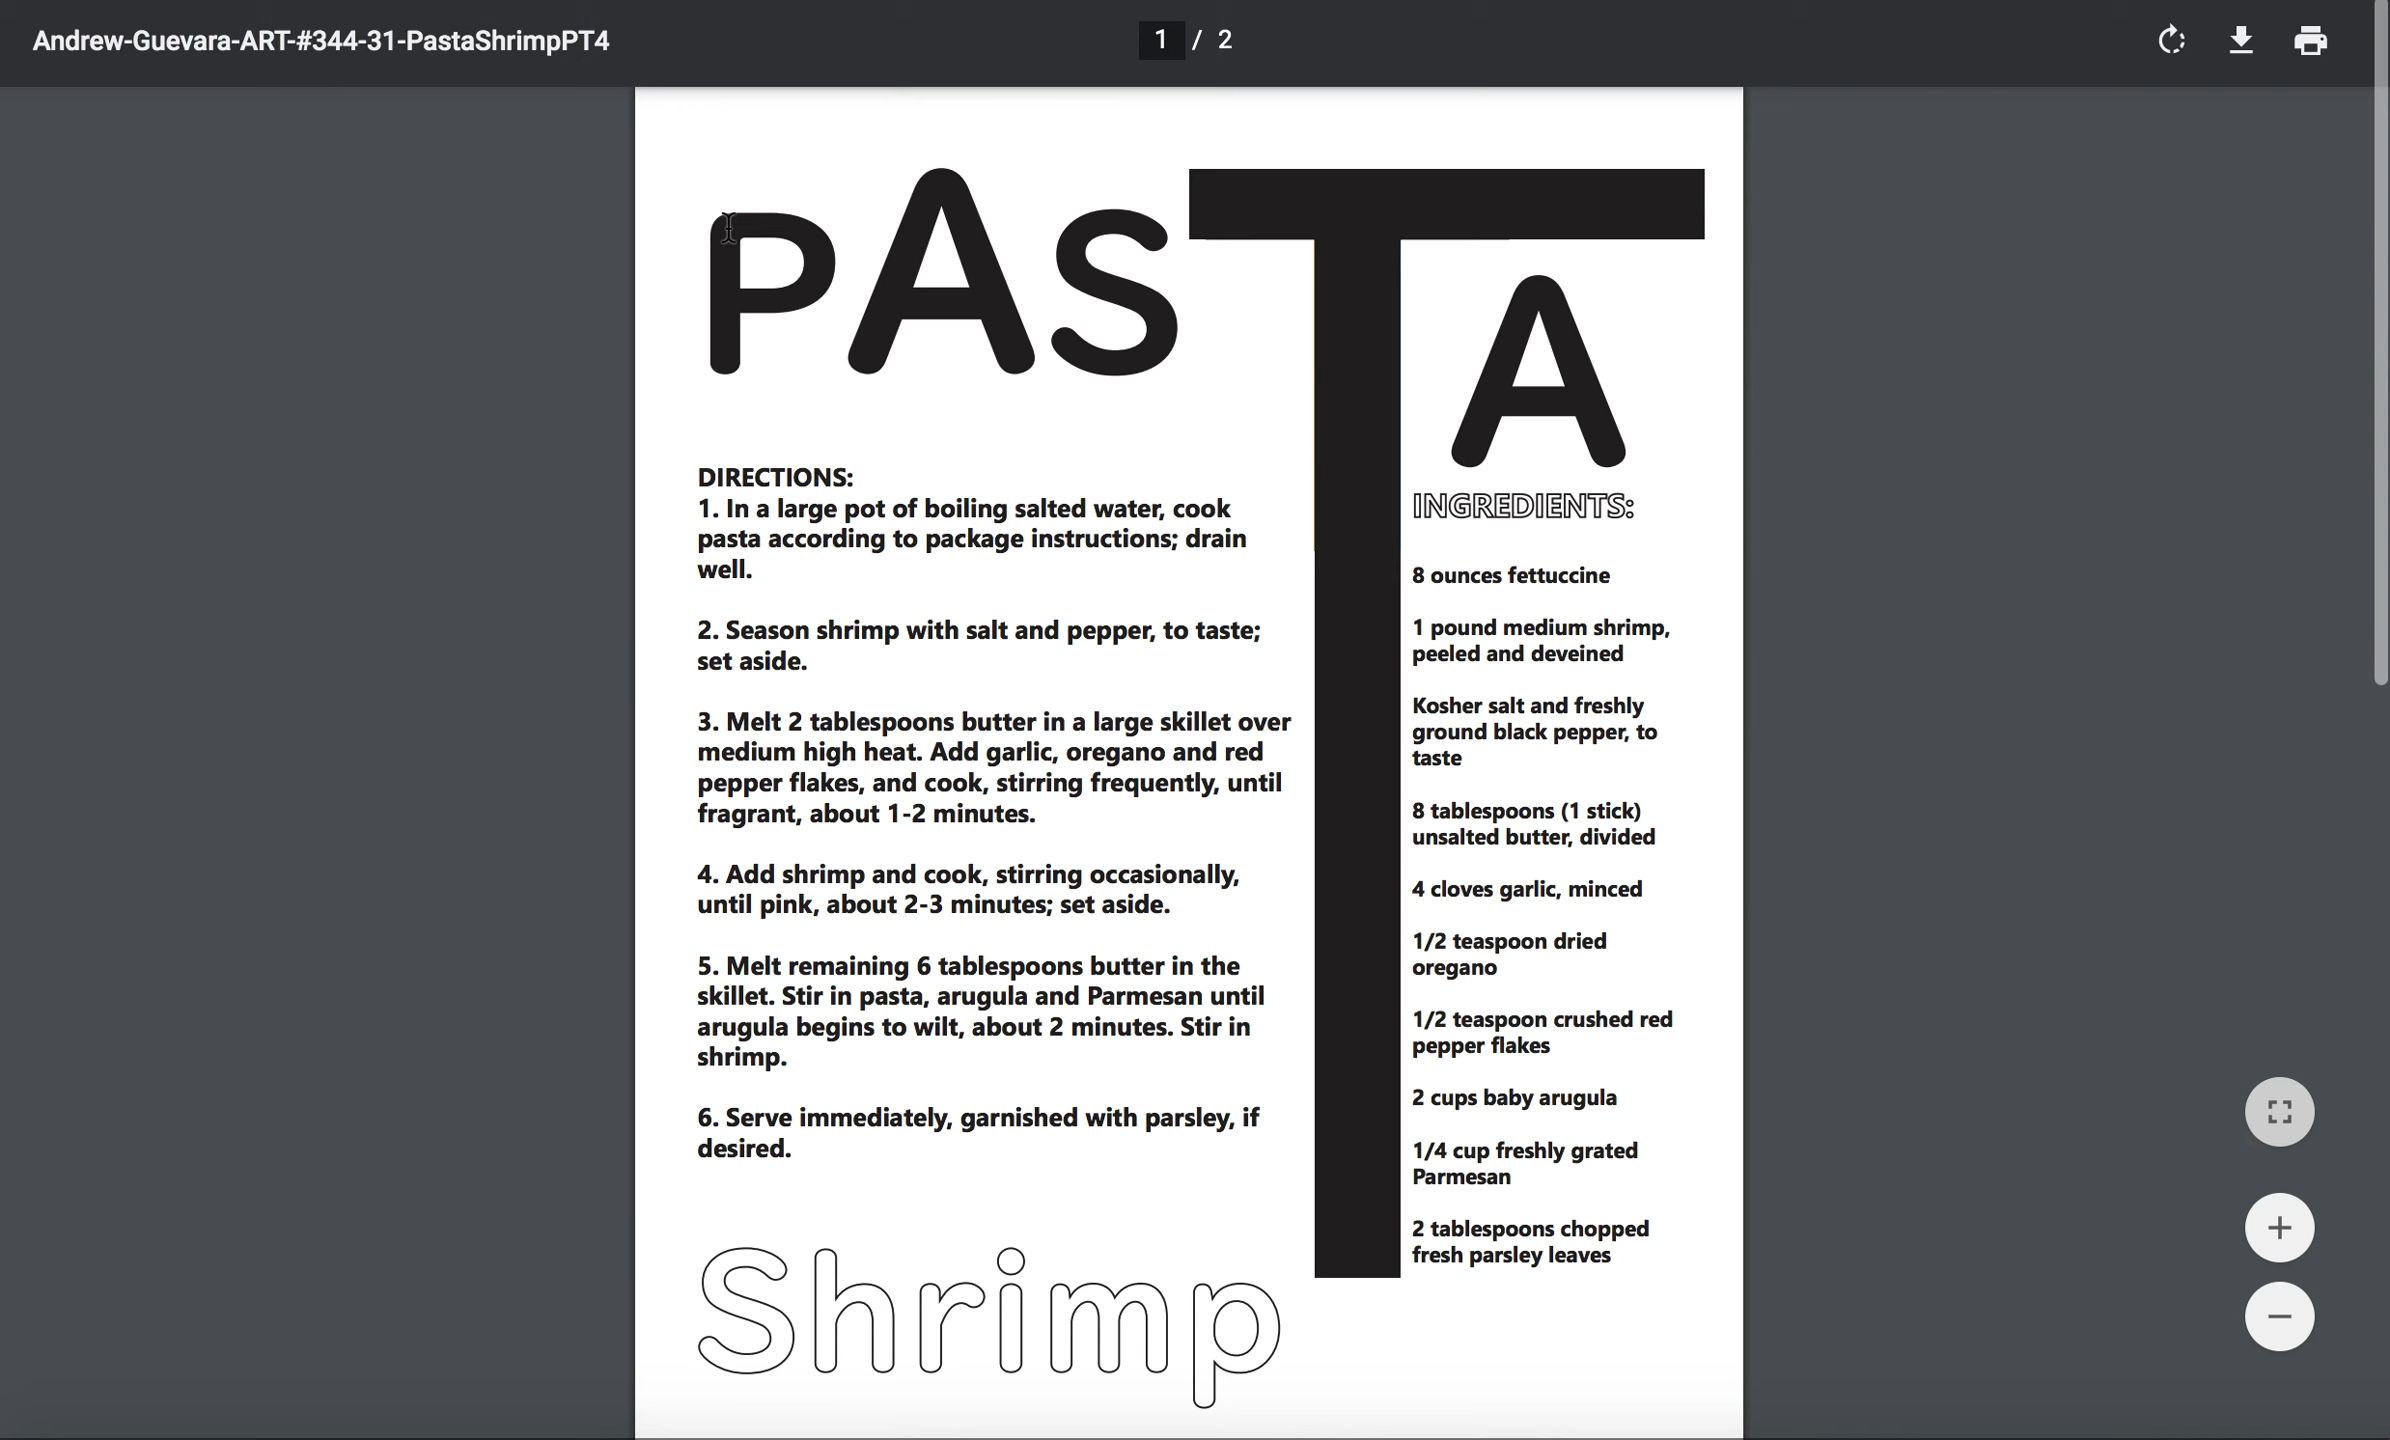 Andrew-Guevara-ART-#344-31-PastaShrimpPT4
1 / 2
PAsTA
DIRECTIONS:
1. In a large pot of boiling salted water, cook
pasta according to package instructions; drain
well.
2. Season shrimp with salt and pepper, to taste;
set aside.
3. Melt 2 tablespoons butter in a large skillet over
medium high heat. Add garlic, oregano and red
pepper flakes, and cook, stirring frequently, until
fragrant, about 1-2 minutes.
4. Add shrimp and cook, stirring occasionally,
until pink, about 2-3 minutes; set aside.
5. Melt remaining 6 tablespoons butter in the
skillet. Stir in pasta, arugula and Parmesan until
arugula begins to wilt, about 2 minutes. Stir in
shrimp.
6. Serve immediately, garnished with parsley, if
desired.
INGREDIENTS:
8 ounces fettuccine
1 pound medium shrimp,
peeled and deveined
Kosher salt and freshly
ground black pepper, to
taste
8 tablespoons (1 stick)
unsalted butter, divided
4 cloves garlic, minced
1/2 teaspoon dried
oregano
1/2 teaspoon crushed red
pepper flakes
2 cups baby arugula
1/4 cup freshly grated
Parmesan
2 tablespoons chopped
fresh parsley leaves
Shrimp